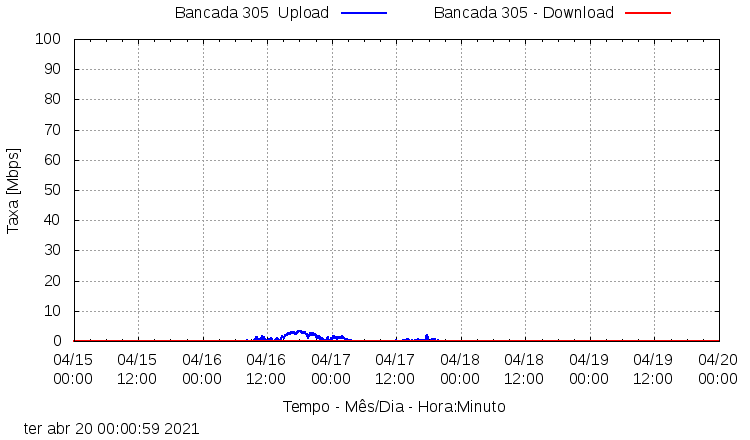 Bancada 305  Upload
Bancada 305 - Download
100
90
80
70
60
50
40
30
20
10
0
Taxa [Mbps]
04/15 04/15 04/16 04/16 04/17 04/17 04/18 04/18 04/19 04/19 04/20
00:00 12:00 00:00 12:00 00:00 12:00 00:00 12:00 00:00 12:00 00:00
Tempo - Mês/Dia - Hora:Minuto
ter abr 20 00:00:59 2021